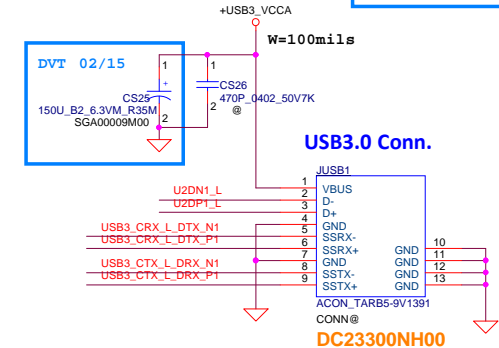 +USB3_VCCA
W=100mils
DVT 02/15
1
1
+
CS25
CS26
150U_B2_6.3VM_R35M
470P_0402_50V7K
2
2
@
SGA00009M00
USB3.0 Conn.
JUSB1
1 VBUS
U2DN1_L 2 D-
U2DP1_L 3 D+
4 GND
USB3_CRX_L_DTX_N1 5 SSRX-
USB3_CRX_L_DTX_P1 6 SSRX+ GND 10
7 GND GND 11
USB3_CTX_L_DRX_N1 8 SSTX- GND 12
USB3_CTX_L_DRX_P1 9 SSTX+ GND 13
ACON_TARB5-9V1391
CONN@
DC23300NH00